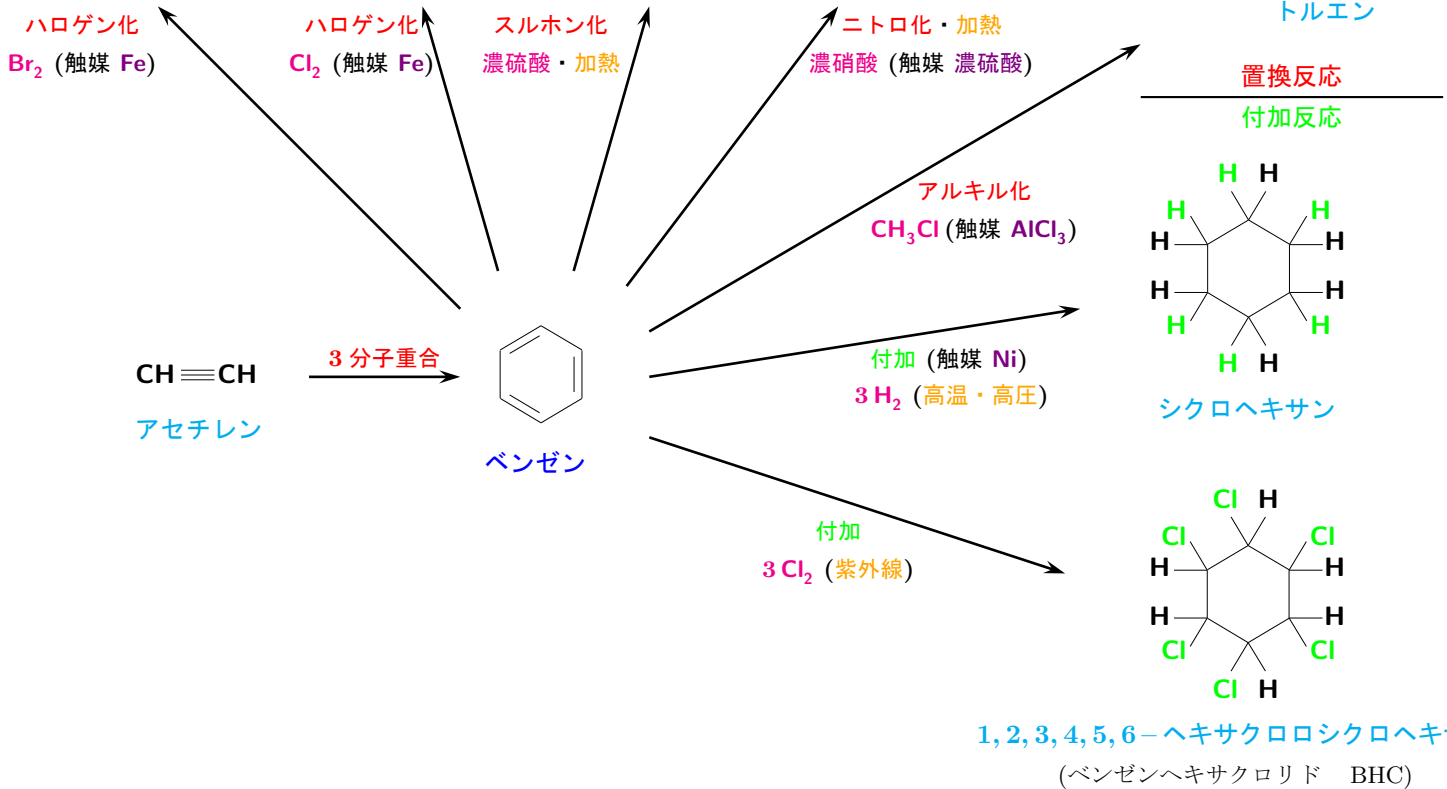 ハロゲン化
Br2 (触媒 Fe)
ハロゲン化
Cl2 (触媒 Fe)
スルホン化
濃硫酸・加熱
ニトロ化・加熱
濃硝酸 (触媒 濃硫酸)
トルエン
置換反応
付加反応
アルキル化
CH3Cl (触媒 AlCl3)
H H
H H
H H
H H
H H
H H
シクロヘキサン
CH≡CH
アセチレン
3 分子重合
ベンゼン
付加 (触媒 Ni)
3 H2 (高温・高圧)
付加
3 Cl2 (紫外線)
Cl H
Cl Cl
H H
H H
Cl Cl
Cl H
1, 2, 3, 4, 5, 6 – ヘキサクロロシクロヘキ
(ベンゼンヘキサクロリド BHC)